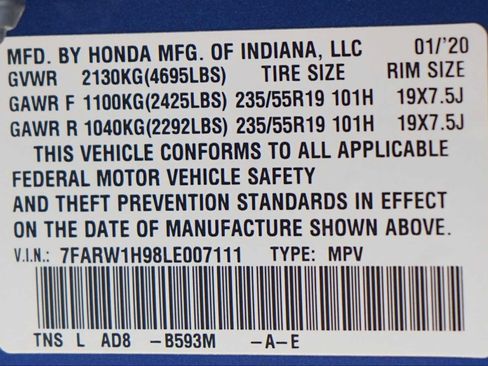 MFD. BY HONDA MFG. OF INDIANA, LLC 01/'20
GVWR 2130KG(4695LBS) TIRE SIZE RIM SIZE
GAWR F 1100KG(2425LBS) 235/55R19 101H 19X7.5J
GAWR R 1040KG(2292LBS) 235/55R19 101H 19X7.5J
THIS VEHICLE CONFORMS TO ALL APPLICABLE
FEDERAL MOTOR VEHICLE SAFETY
AND THEFT PREVENTION STANDARDS IN EFFECT
ON THE DATE OF MANUFACTURE SHOWN ABOVE.
V.I.N.: 7FARW1H98LE007111 TYPE: MPV
TNS L AD8 -B593M -A-E